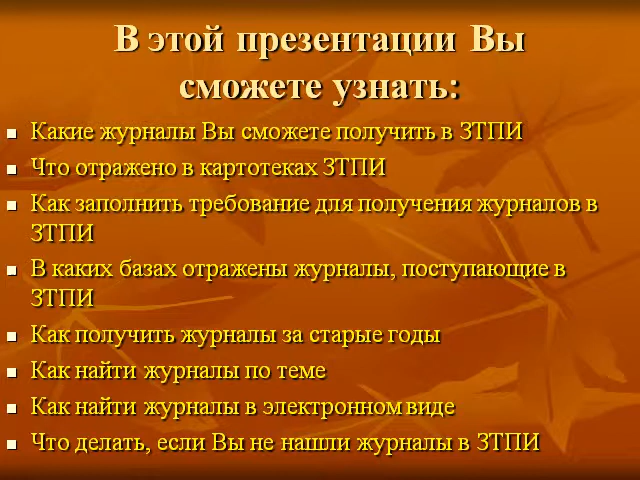 В этой презентации Вы
сможете узнать:
Какие журналы Вы сможете получить в ЗТПИ
Что отражено в картотеках ЗТПИ
Как заполнить требование для получения журналов в
ЗТПИ
В каких базах отражены журналы, поступающие в
ЗТПИ
Как получить журналы за старые годы
Как найти журналы по теме
Как найти журналы в электронном виде
Что делать, если Вы не нашли журналы в ЗТПИ